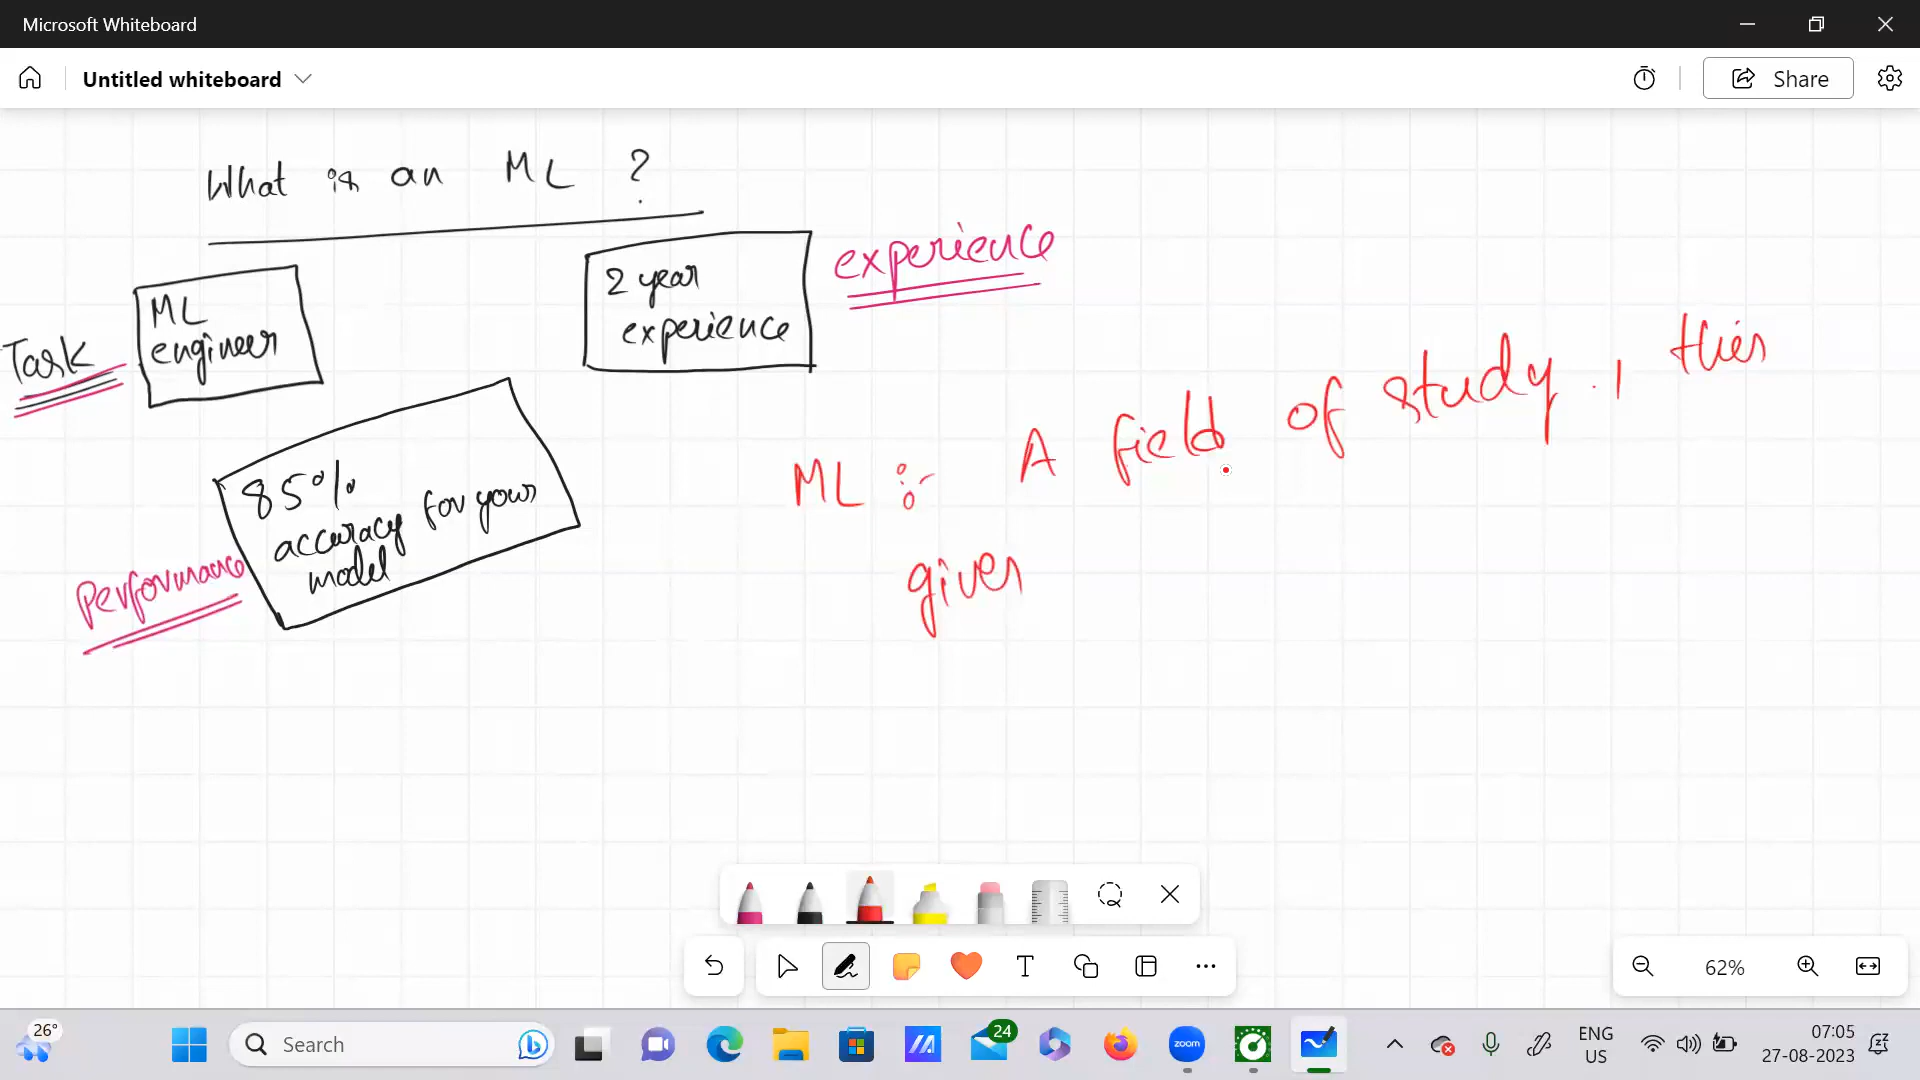 Microsoft Whiteboard
Untitled whiteboard
Share
What is an ML ?
ML
engineer
Task
2 year
experience
experience
85%
accuracy for your
model
Performance
ML :- A field of study . , this
gives
62%
26°
Search
24
zoom
ENG
US
07:05
27-08-2023